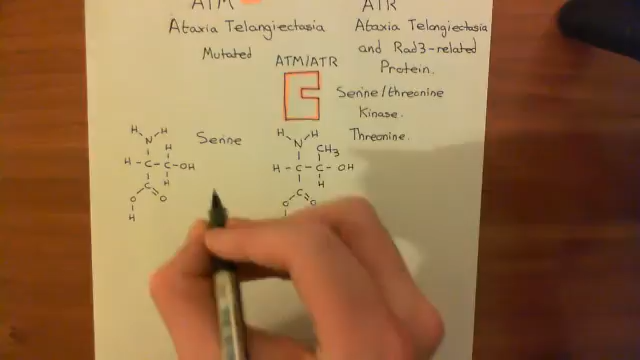 ATM
ATR
Ataxia Telangiectasia
Mutated
Ataxia Telangiectasia
and Rad3-related
Protein.
ATM/ATR
Serine/threonine
Kinase.
Serine
Threonine.
H H
N H
H - C - C - OH
C H
O O
H
H H
N CH3
H - C - C - OH
C H
O O